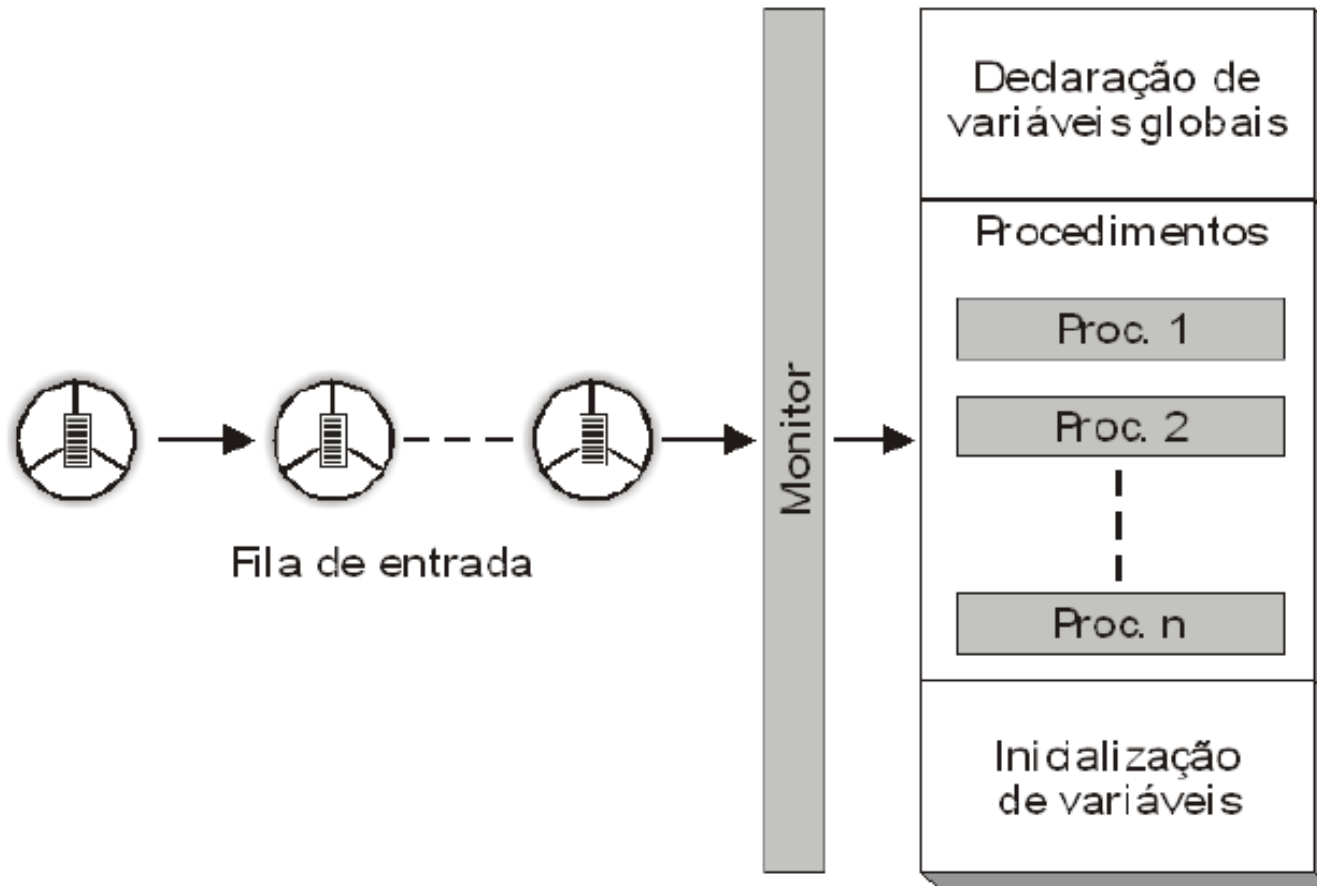 Fila de entrada
Monitor
Declaração de
variáveis globais
Procedimentos
Proc. 1
Proc. 2
Proc. n
Inicialização
de variáveis